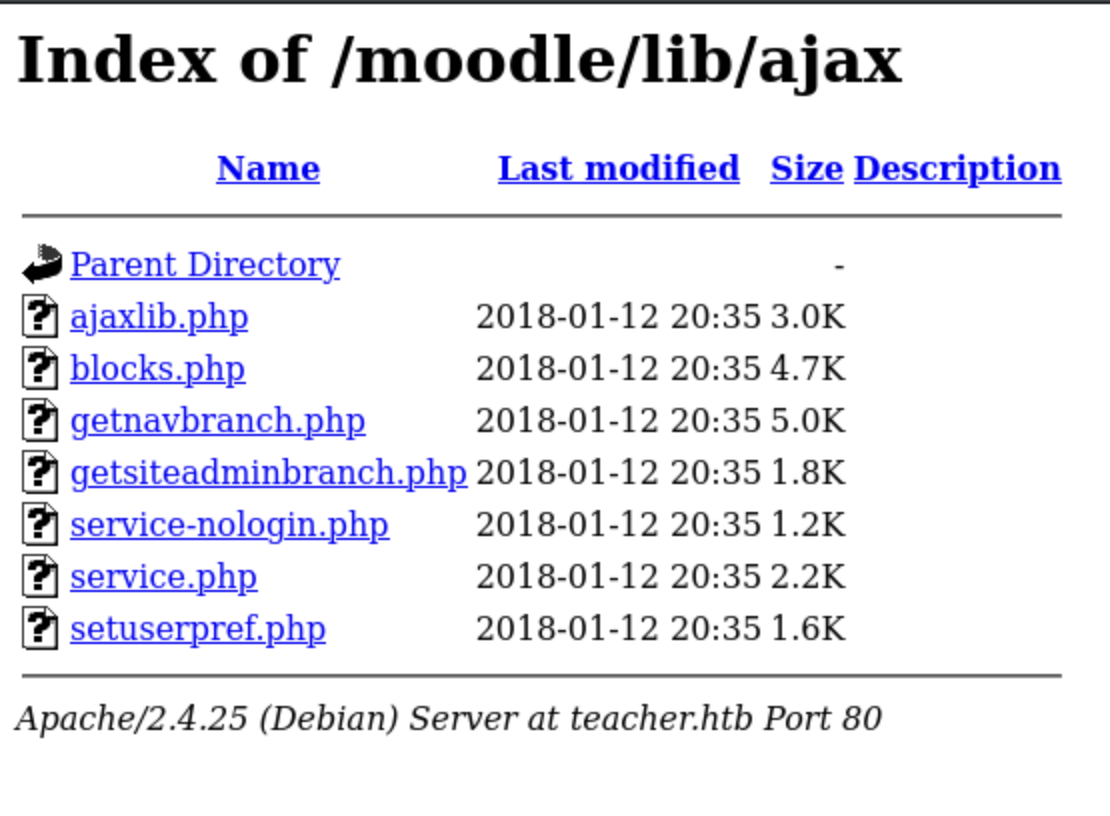 Index of /moodle/lib/ajax
Name Last modified Size Description
Parent Directory -
ajaxlib.php 2018-01-12 20:35 3.0K
blocks.php 2018-01-12 20:35 4.7K
getnavbranch.php 2018-01-12 20:35 5.0K
getsiteadminbranch.php 2018-01-12 20:35 1.8K
service-nologin.php 2018-01-12 20:35 1.2K
service.php 2018-01-12 20:35 2.2K
setuserpref.php 2018-01-12 20:35 1.6K
Apache/2.4.25 (Debian) Server at teacher.htb Port 80